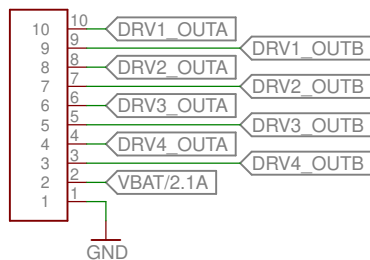 10 10 DRV1_OUTA
9 9 DRV1_OUTB
8 8 DRV2_OUTA
7 7 DRV2_OUTB
6 6 DRV3_OUTA
5 5 DRV3_OUTB
4 4 DRV4_OUTA
3 3 DRV4_OUTB
2 2 VBAT/2.1A
1 1
GND